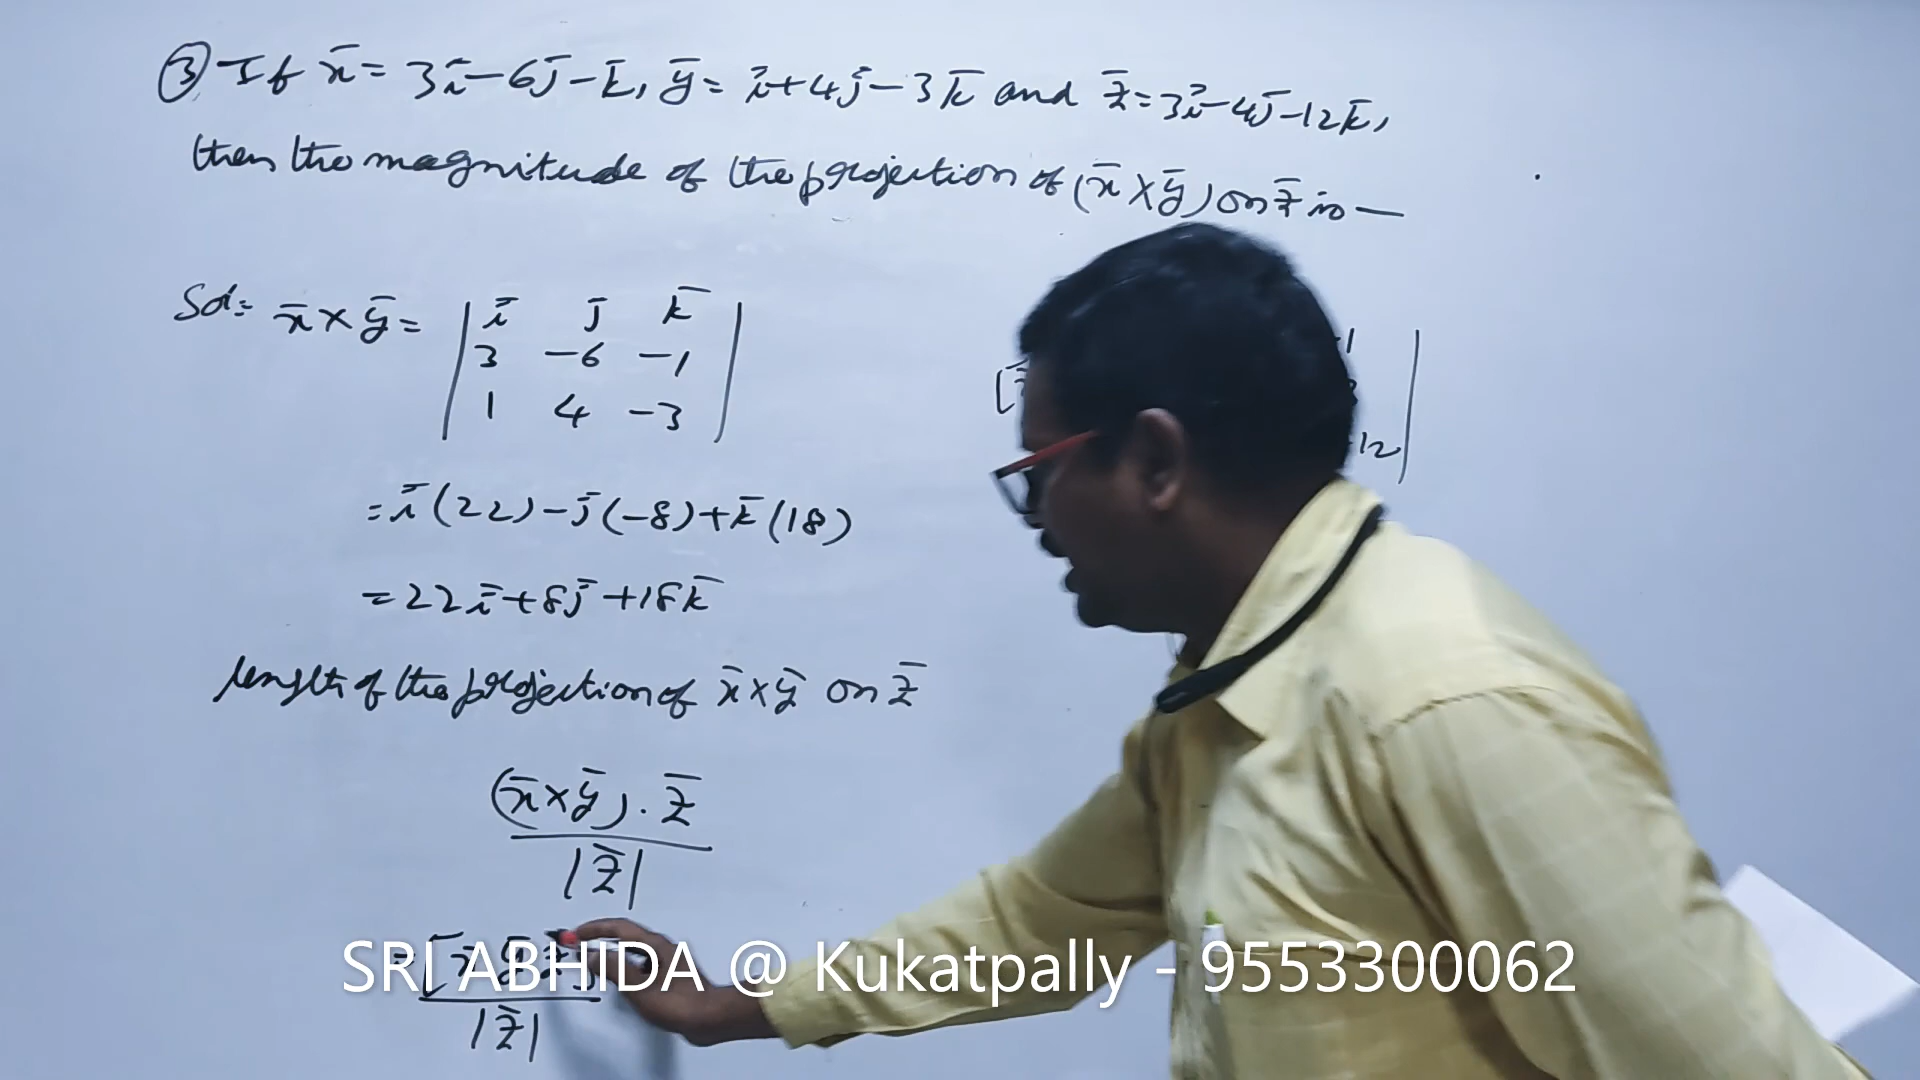 ③ If x̄ = 3ī - 6j̄ - k̄, ȳ = ī + 4j̄ - 3k̄ and z̄ = 3ī - 4j̄ - 12k̄,
then the magnitude of the projection of (x̄ × ȳ) on z̄ is —
Sol: x̄ × ȳ = | ī j̄ k̄ |
3 -6 -1
1 4 -3
= ī(22) - j̄(-8) + k̄(18)
= 22ī + 8j̄ + 18k̄
length of the projection of x̄ × ȳ on z̄
(x̄ × ȳ) . z̄
|z̄|
|z̄|
-12
SRI ABHIDA @ Kukatpally - 9553300062